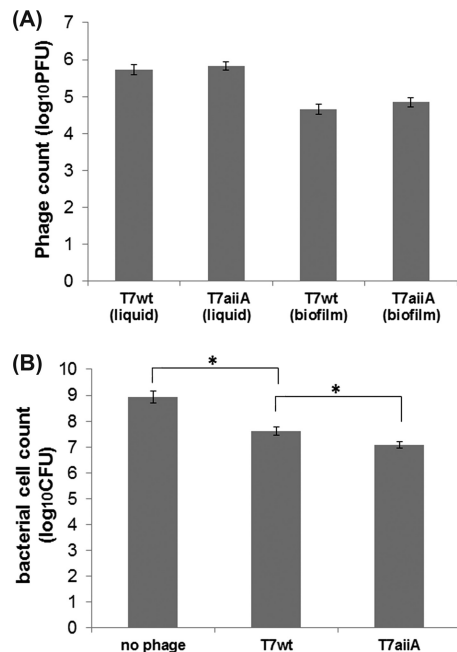 (A)
Phage count (log10PFU)
7
6
5
4
3
2
1
0
T7wt
(liquid)
T7aiiA
(liquid)
T7wt
(biofilm)
T7aiiA
(biofilm)
(B)
bacterial cell count
(log10CFU)
10
9
8
7
6
5
4
3
2
1
0
*
*
no phage
T7wt
T7aiiA